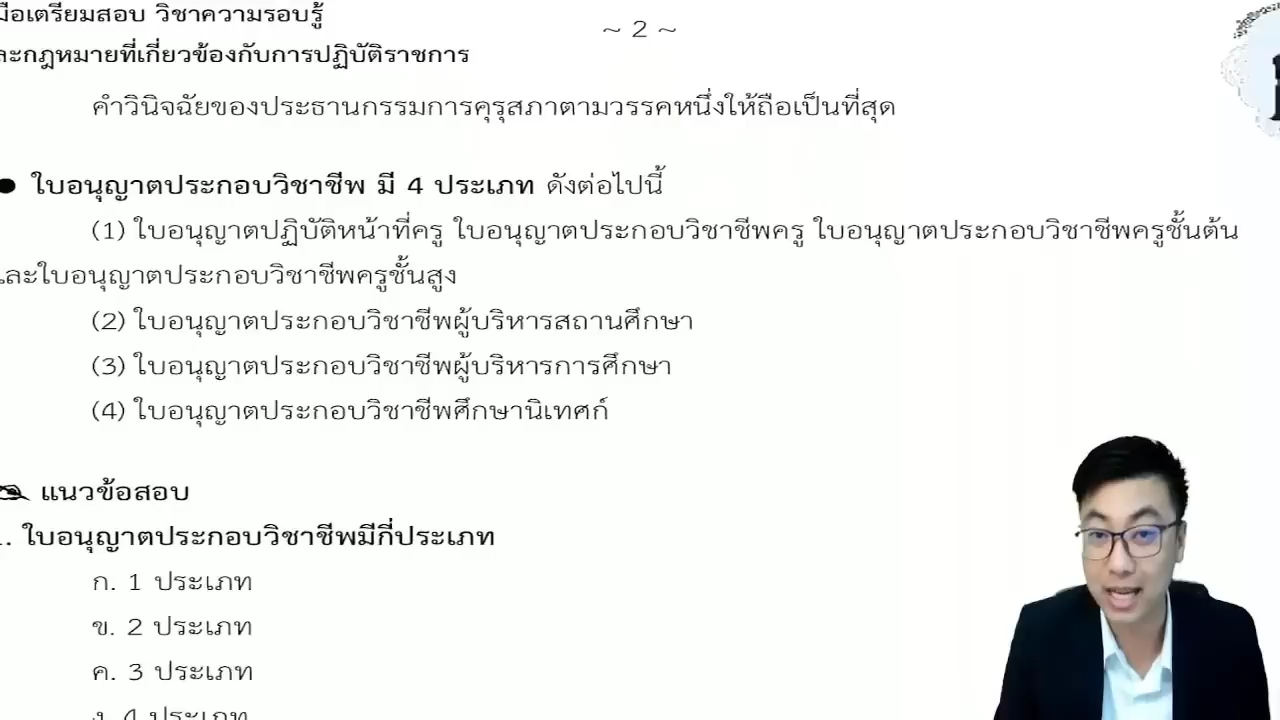 มือเตรียมสอบ วิชาความรอบรู้
~ 2 ~
ละกฎหมายที่เกี่ยวข้องกับการปฏิบัติราชการ
คำวินิจฉัยของประธานกรรมการคุรุสภาตามวรรคหนึ่งให้ถือเป็นที่สุด
● ใบอนุญาตประกอบวิชาชีพ มี 4 ประเภท ดังต่อไปนี้
(1) ใบอนุญาตปฏิบัติหน้าที่ครู ใบอนุญาตประกอบวิชาชีพครู ใบอนุญาตประกอบวิชาชีพครูชั้นต้น
และใบอนุญาตประกอบวิชาชีพครูชั้นสูง
(2) ใบอนุญาตประกอบวิชาชีพผู้บริหารสถานศึกษา
(3) ใบอนุญาตประกอบวิชาชีพผู้บริหารการศึกษา
(4) ใบอนุญาตประกอบวิชาชีพศึกษานิเทศก์
แนวข้อสอบ
. ใบอนุญาตประกอบวิชาชีพมีกี่ประเภท
ก. 1 ประเภท
ข. 2 ประเภท
ค. 3 ประเภท
ง. 4 ประเภท